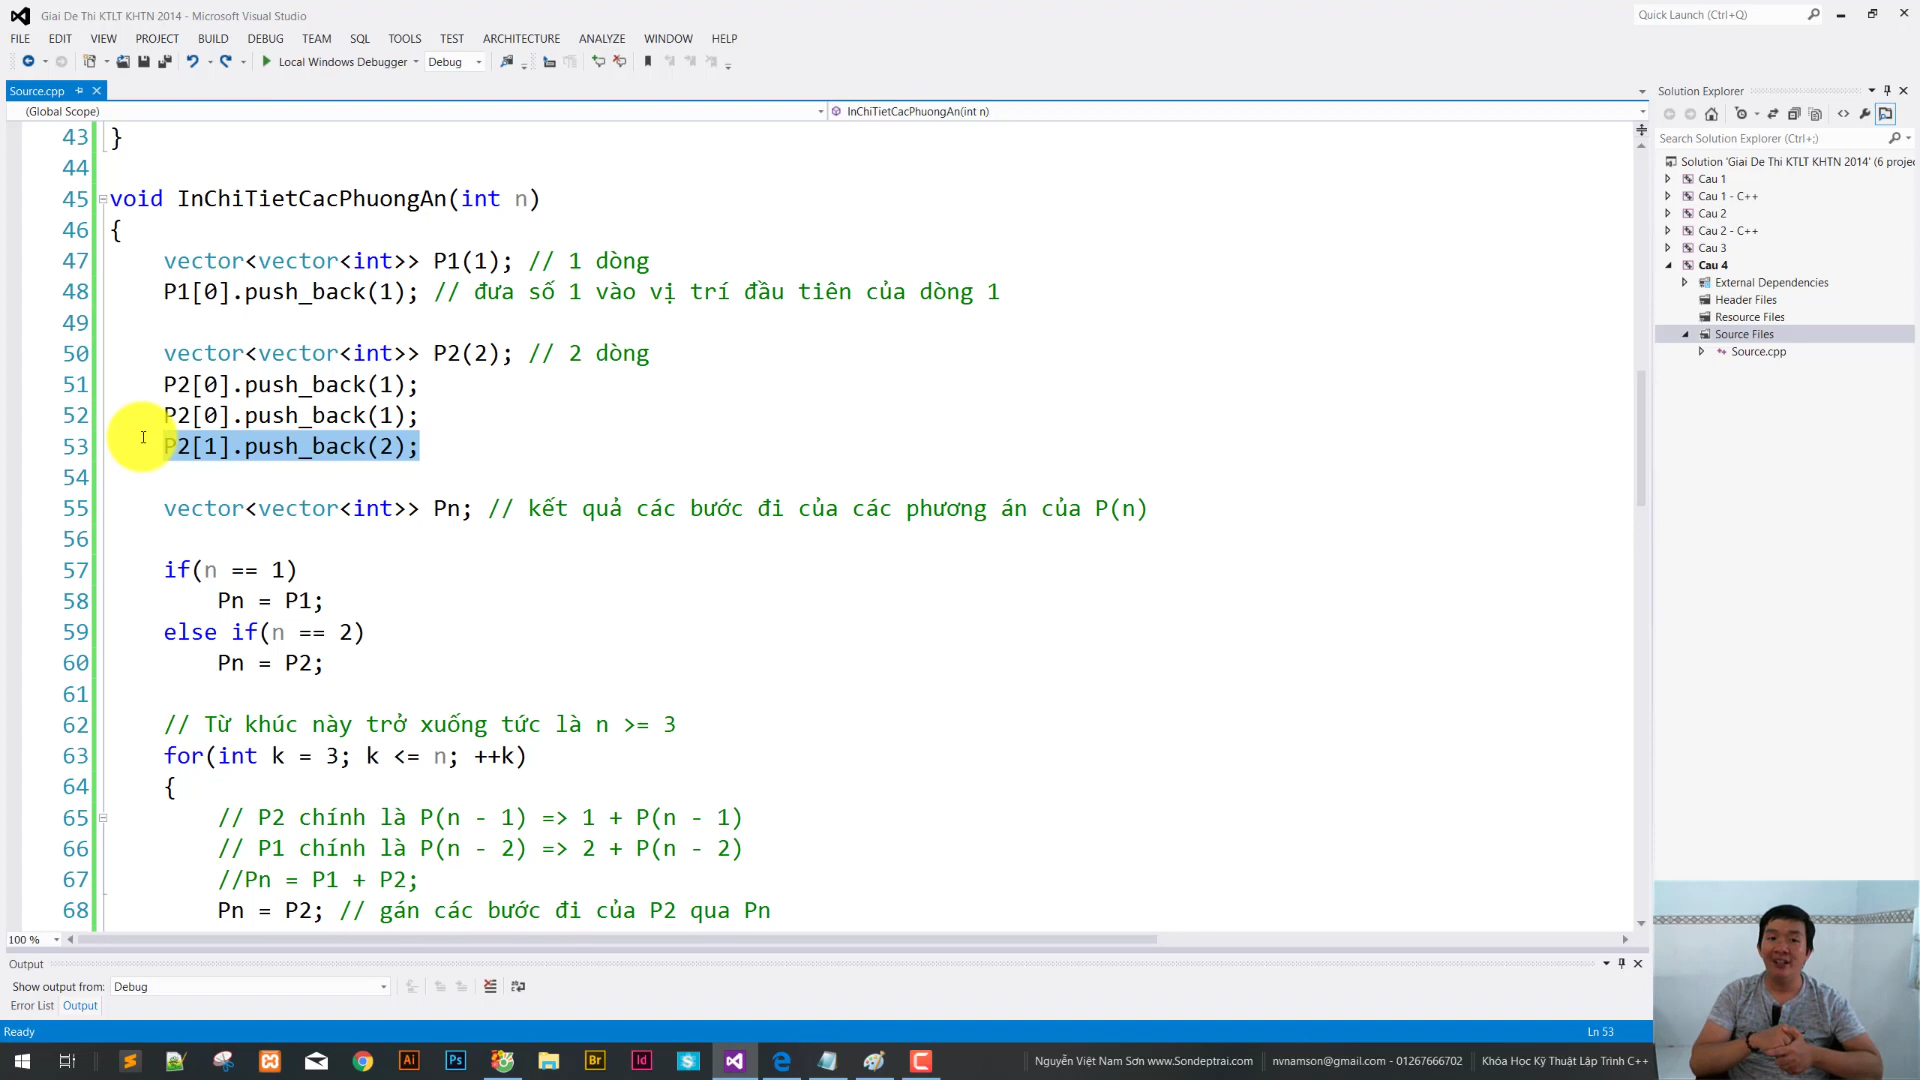 Giai De Thi KTLT KHTN 2014 - Microsoft Visual Studio
Quick Launch (Ctrl+Q)
FILE EDIT VIEW PROJECT BUILD DEBUG TEAM SQL TOOLS TEST ARCHITECTURE ANALYZE WINDOW HELP
Local Windows Debugger Debug
Source.cpp
(Global Scope) InChiTietCacPhuongAn(int n)
43 }
44
45 void InChiTietCacPhuongAn(int n)
46 {
47 vector<vector<int>> P1(1); // 1 dòng
48 P1[0].push_back(1); // đưa số 1 vào vị trí đầu tiên của dòng 1
49
50 vector<vector<int>> P2(2); // 2 dòng
51 P2[0].push_back(1);
52 P2[0].push_back(1);
53 P2[1].push_back(2);
54
55 vector<vector<int>> Pn; // kết quả các bước đi của các phương án của P(n)
56
57 if(n == 1)
58 Pn = P1;
59 else if(n == 2)
60 Pn = P2;
61
62 // Từ khúc này trở xuống tức là n >= 3
63 for(int k = 3; k <= n; ++k)
64 {
65 // P2 chính là P(n - 1) => 1 + P(n - 1)
66 // P1 chính là P(n - 2) => 2 + P(n - 2)
67 //Pn = P1 + P2;
68 Pn = P2; // gán các bước đi của P2 qua Pn
100 %
Output
Show output from: Debug
Error List Output
Ready
Ln 53
Solution Explorer
Search Solution Explorer (Ctrl+;)
Solution 'Giai De Thi KTLT KHTN 2014' (6 projec
Cau 1
Cau 1 - C++
Cau 2
Cau 2 - C++
Cau 3
Cau 4
External Dependencies
Header Files
Resource Files
Source Files
Source.cpp
Ai Ps Br Id S
Nguyễn Việt Nam Sơn www.Sondeptrai.com nvnamson@gmail.com - 01267666702 Khóa Học Kỹ Thuật Lập Trình C++